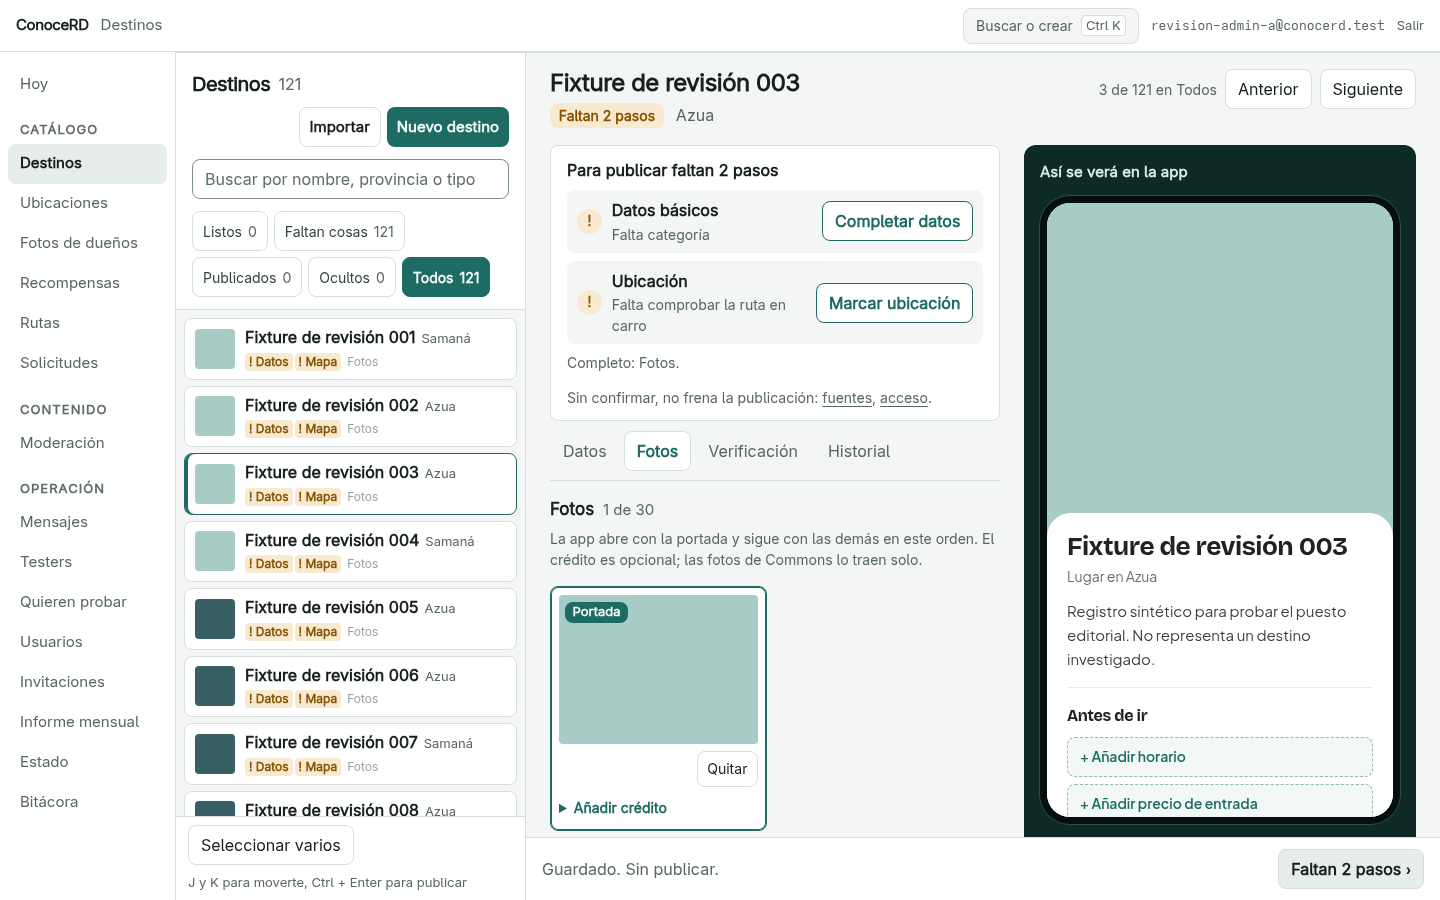 ConoceRD Destinos
Buscar o crear Ctrl K revision-admin-a@conocerd.test Salir
Hoy
CATÁLOGO
Destinos
Ubicaciones
Fotos de dueños
Recompensas
Rutas
Solicitudes
CONTENIDO
Moderación
OPERACIÓN
Mensajes
Testers
Quieren probar
Usuarios
Invitaciones
Informe mensual
Estado
Bitácora
Destinos 121
Importar Nuevo destino
Buscar por nombre, provincia o tipo
Listos 0 Faltan cosas 121
Publicados 0 Ocultos 0 Todos 121
Fixture de revisión 001 Samaná
! Datos ! Mapa Fotos
Fixture de revisión 002 Azua
! Datos ! Mapa Fotos
Fixture de revisión 003 Azua
! Datos ! Mapa Fotos
Fixture de revisión 004 Samaná
! Datos ! Mapa Fotos
Fixture de revisión 005 Azua
! Datos ! Mapa Fotos
Fixture de revisión 006 Azua
! Datos ! Mapa Fotos
Fixture de revisión 007 Samaná
! Datos ! Mapa Fotos
Fixture de revisión 008 Azua
Seleccionar varios
J y K para moverte, Ctrl + Enter para publicar
Fixture de revisión 003
Faltan 2 pasos Azua
3 de 121 en Todos Anterior Siguiente
Para publicar faltan 2 pasos
! Datos básicos
Falta categoría
Completar datos
! Ubicación
Falta comprobar la ruta en
carro
Marcar ubicación
Completo: Fotos.
Sin confirmar, no frena la publicación: fuentes, acceso.
Datos Fotos Verificación Historial
Fotos 1 de 30
La app abre con la portada y sigue con las demás en este orden. El
crédito es opcional; las fotos de Commons lo traen solo.
Portada
Quitar
▶ Añadir crédito
Así se verá en la app
Fixture de revisión 003
Lugar en Azua
Registro sintético para probar el puesto
editorial. No representa un destino
investigado.
Antes de ir
+ Añadir horario
+ Añadir precio de entrada
Guardado. Sin publicar.
Faltan 2 pasos ›